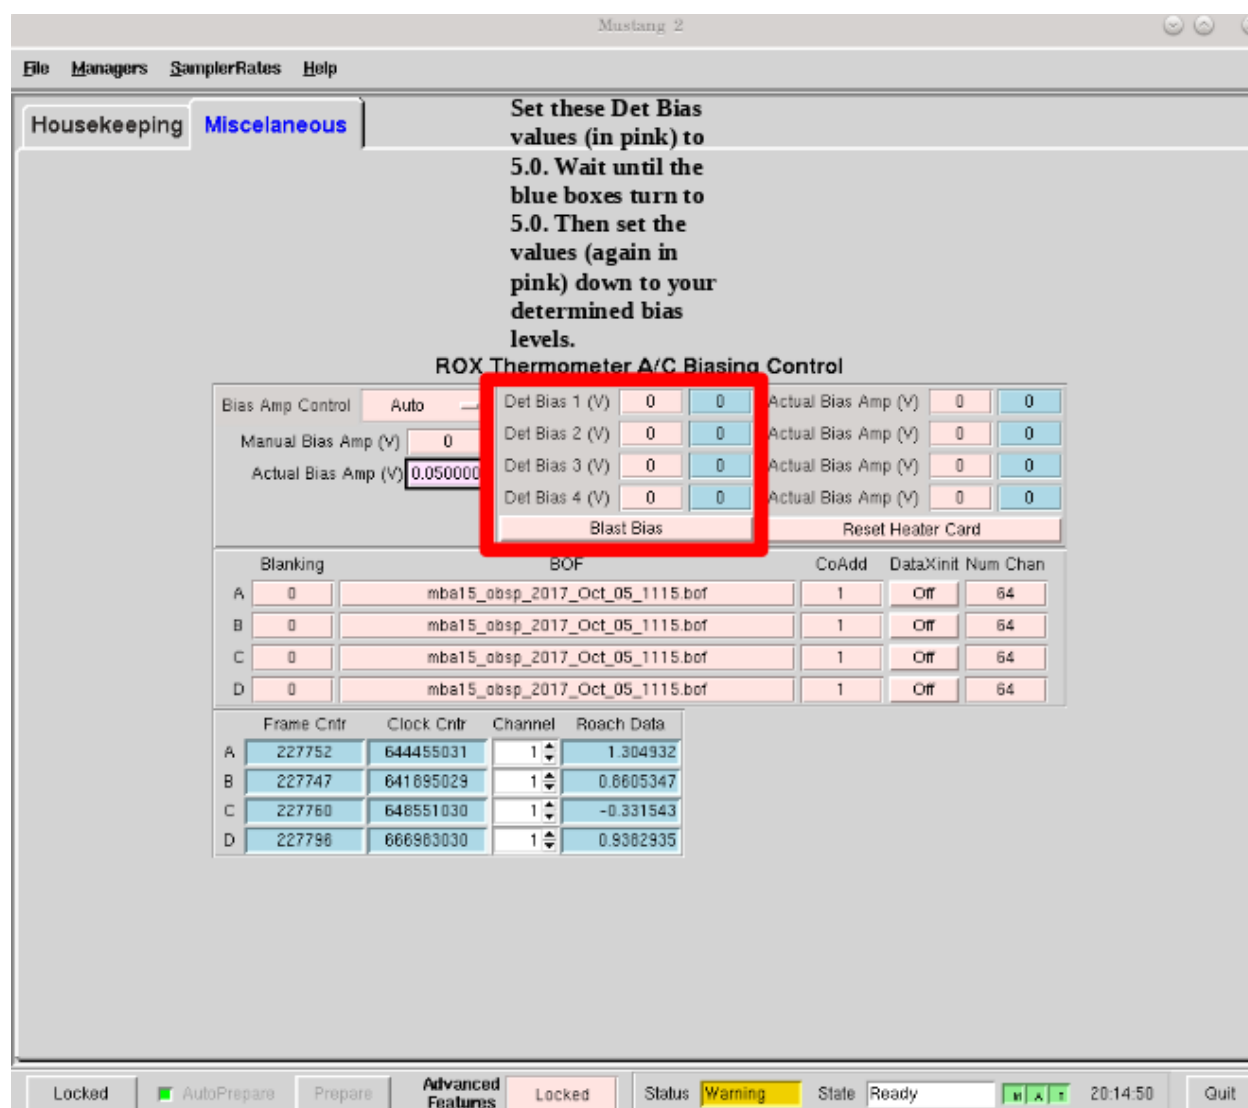 Mustang 2
File Managers SamplerRates Help
Housekeeping Miscelaneous
Set these Det Bias
values (in pink) to
5.0. Wait until the
blue boxes turn to
5.0. Then set the
values (again in
pink) down to your
determined bias
levels.
ROX Thermometer A/C Biasing Control
Bias Amp Control Auto Det Bias 1 (V) 0 0 Actual Bias Amp (V) 0 0
Manual Bias Amp (V) 0 Det Bias 2 (V) 0 0 Actual Bias Amp (V) 0 0
Actual Bias Amp (V) 0.050000 Det Bias 3 (V) 0 0 Actual Bias Amp (V) 0 0
Det Bias 4 (V) 0 0 Actual Bias Amp (V) 0 0
Blast Bias Reset Heater Card
Blanking BOF CoAdd DataXinit Num Chan
A 0 mba15_obsp_2017_Oct_05_1115.bof 1 Off 64
B 0 mba15_obsp_2017_Oct_05_1115.bof 1 Off 64
C 0 mba15_obsp_2017_Oct_05_1115.bof 1 Off 64
D 0 mba15_obsp_2017_Oct_05_1115.bof 1 Off 64
Frame Cntr Clock Cntr Channel Roach Data
A 227752 644455031 1 1.304932
B 227747 641895029 1 0.8605347
C 227760 648551030 1 -0.331543
D 227796 666983030 1 0.9382935
Locked AutoPrepare Prepare Advanced Features Locked Status Warning State Ready M A 20:14:50 Quit